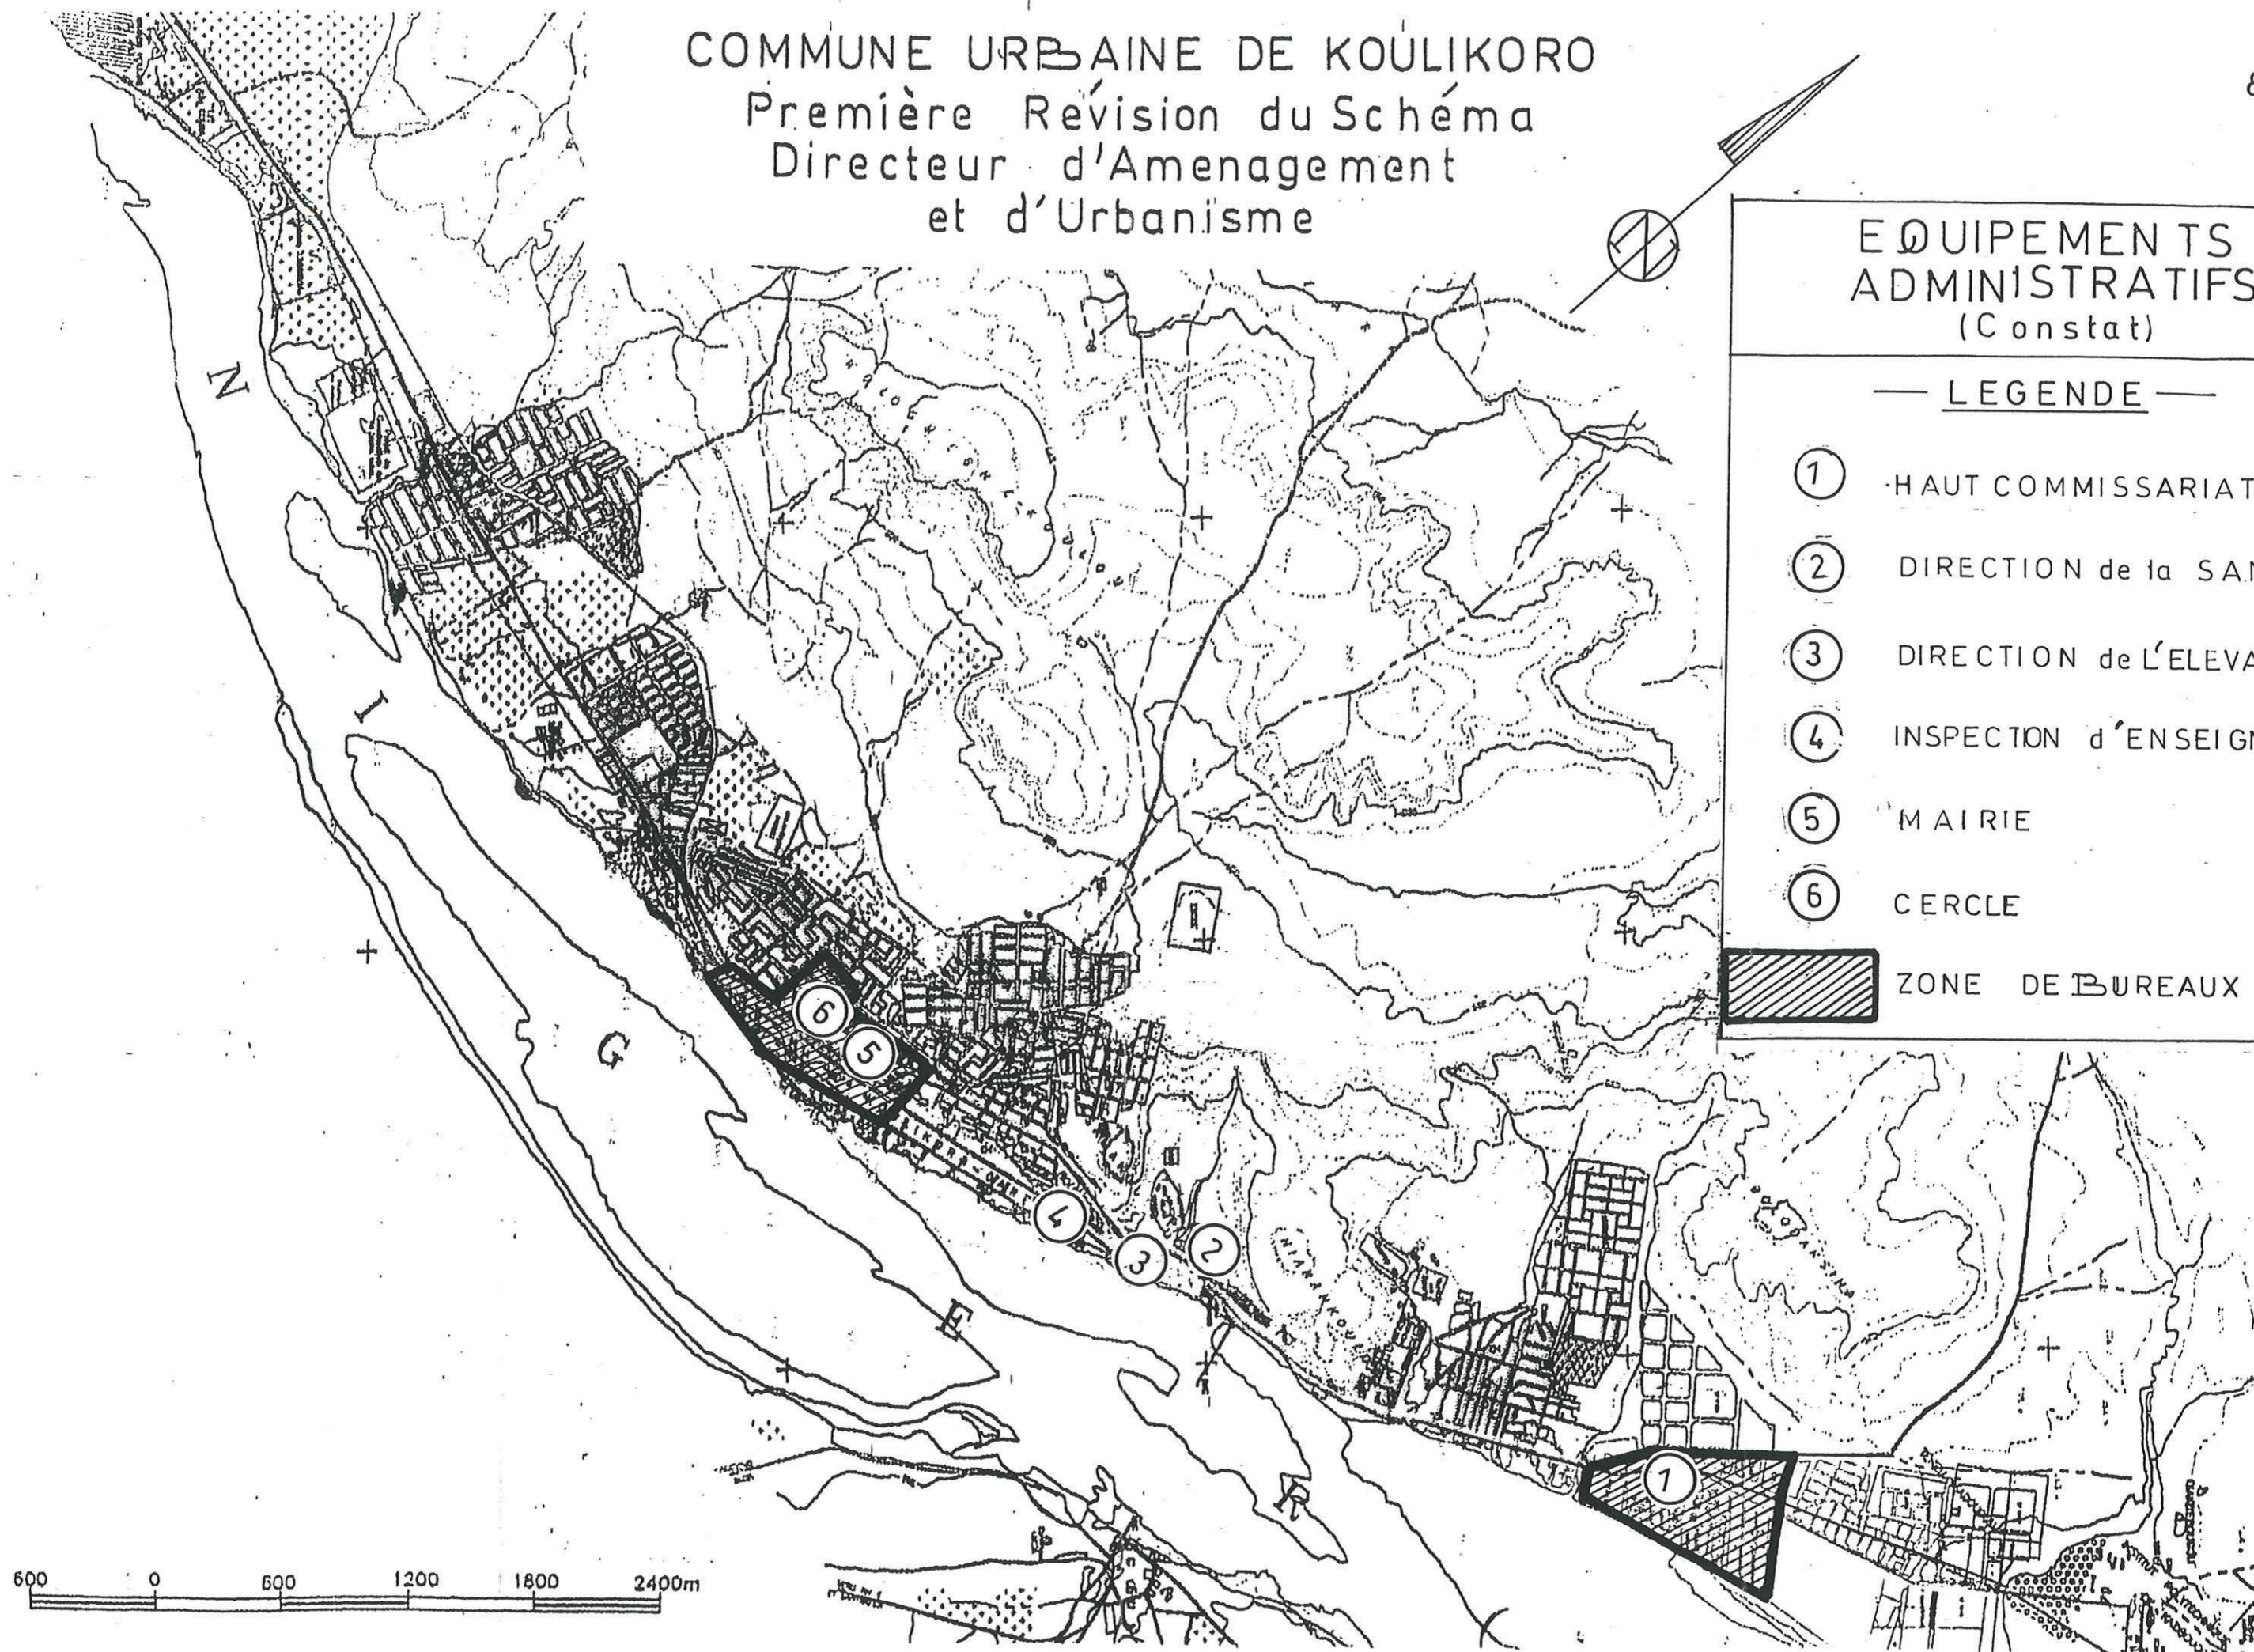 COMMUNE URBAINE DE KOULIKORO
Première Révision du Schéma
Directeur d'Amenagement
et d'Urbanisme
EQUIPEMENTS
ADMINISTRATIFS
(Constat)
LEGENDE
1 HAUT COMMISSARIAT
2 DIRECTION de la SAN
3 DIRECTION de L'ELEVA
4 INSPECTION d'ENSEIGN
5 MAIRIE
6 CERCLE
ZONE DE BUREAUX
N
I
G
E
R
6
5
4
3
2
1
600 0 600 1200 1800 2400m